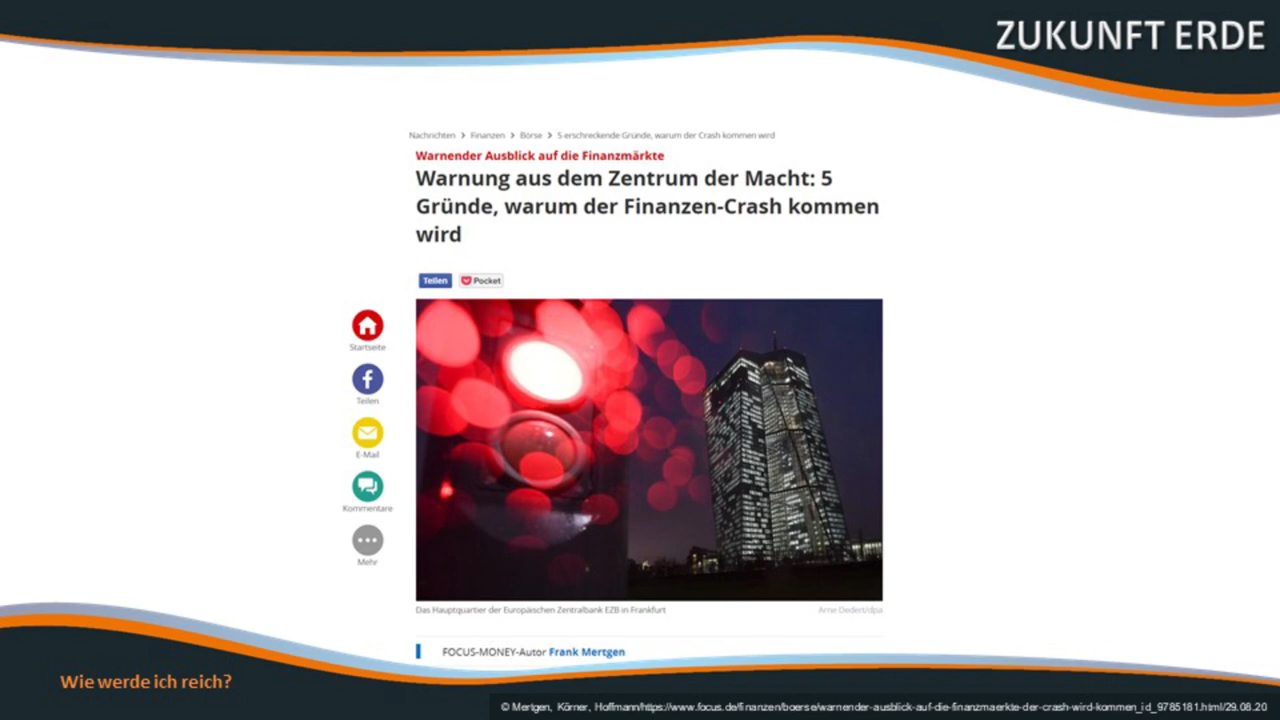 ZUKUNFT ERDE
Nachrichten > Finanzen > Börse > 5 erschreckende Gründe, warum der Crash kommen wird
Warnender Ausblick auf die Finanzmärkte
Warnung aus dem Zentrum der Macht: 5
Gründe, warum der Finanzen-Crash kommen
wird
Teilen Pocket
Startseite
Teilen
E-Mail
Kommentare
Mehr
Das Hauptquartier der Europäischen Zentralbank EZB in Frankfurt Arne Dedert/dpa
FOCUS-MONEY-Autor Frank Mertgen
Wie werde ich reich?
© Mertgen, Körner, Hoffmann/https://www.focus.de/finanzen/boerse/warnender-ausblick-auf-die-finanzmaerkte-der-crash-wird-kommen_id_9785181.html/29.08.20